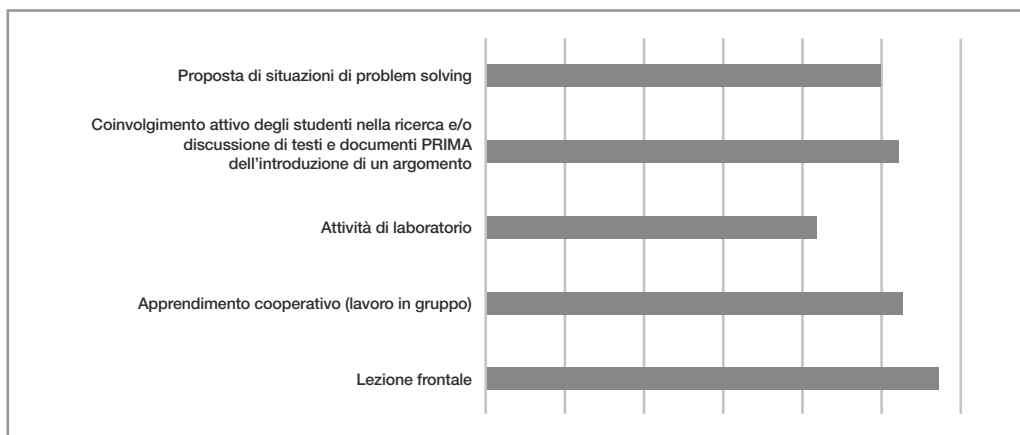 Proposta di situazioni di problem solving
Coinvolgimento attivo degli studenti nella ricerca e/o
discussione di testi e documenti PRIMA
dell'introduzione di un argomento
Attività di laboratorio
Apprendimento cooperativo (lavoro in gruppo)
Lezione frontale